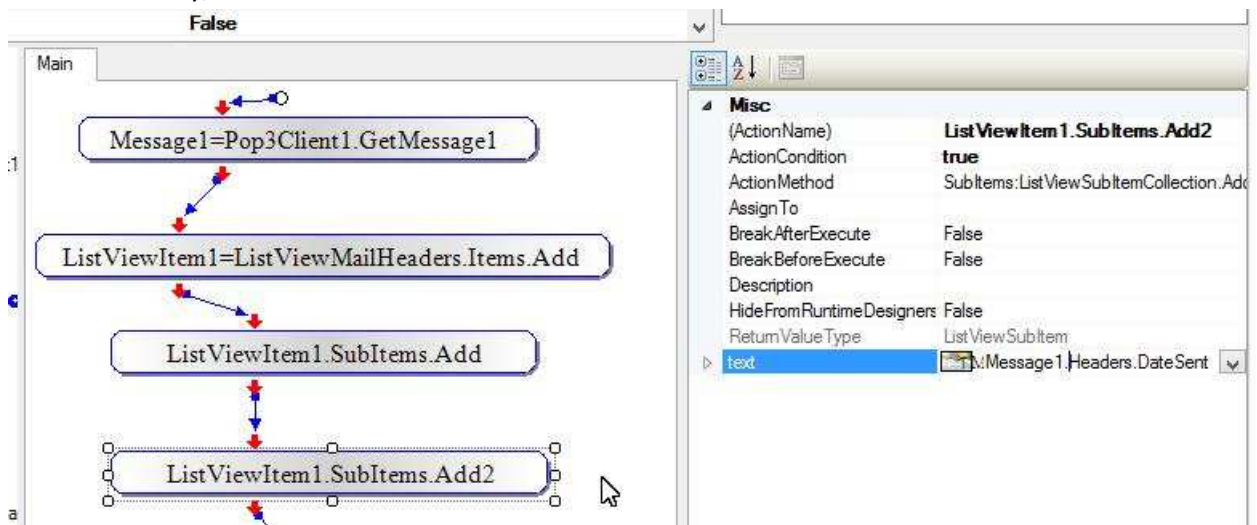 False
Main
Message1=Pop3Client1.GetMessage1
ListViewItem1=ListViewMailHeaders.Items.Add
ListViewItem1.SubItems.Add
ListViewItem1.SubItems.Add2
Misc
(ActionName) ListViewItem1.SubItems.Add2
ActionCondition true
ActionMethod SubItems:ListViewSubItemCollection.Add
AssignTo
BreakAfterExecute False
BreakBeforeExecute False
Description
HideFromRuntimeDesigners False
ReturnValueType ListViewSubItem
text Message1.Headers.DateSent